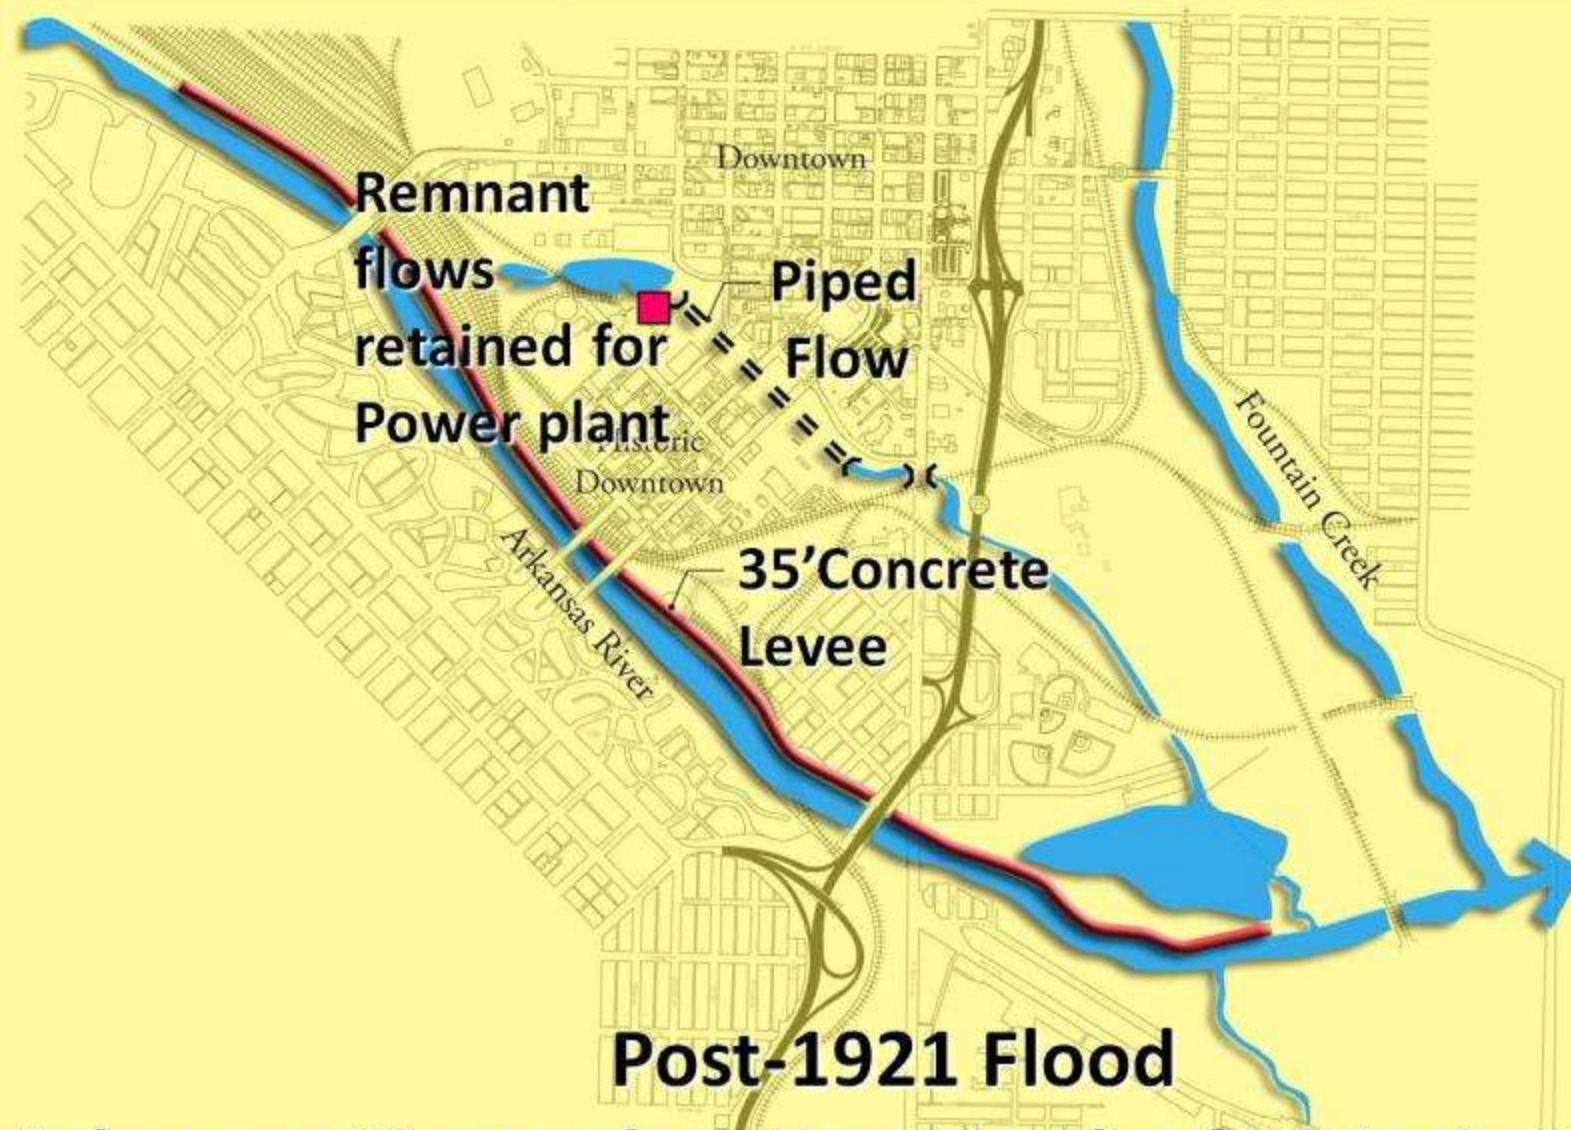 Downtown
Remnant
flows
retained for
Power plant
Piped
Flow
Historic
Downtown
Fountain Creek
Arkansas River
35’Concrete
Levee
Post-1921 Flood